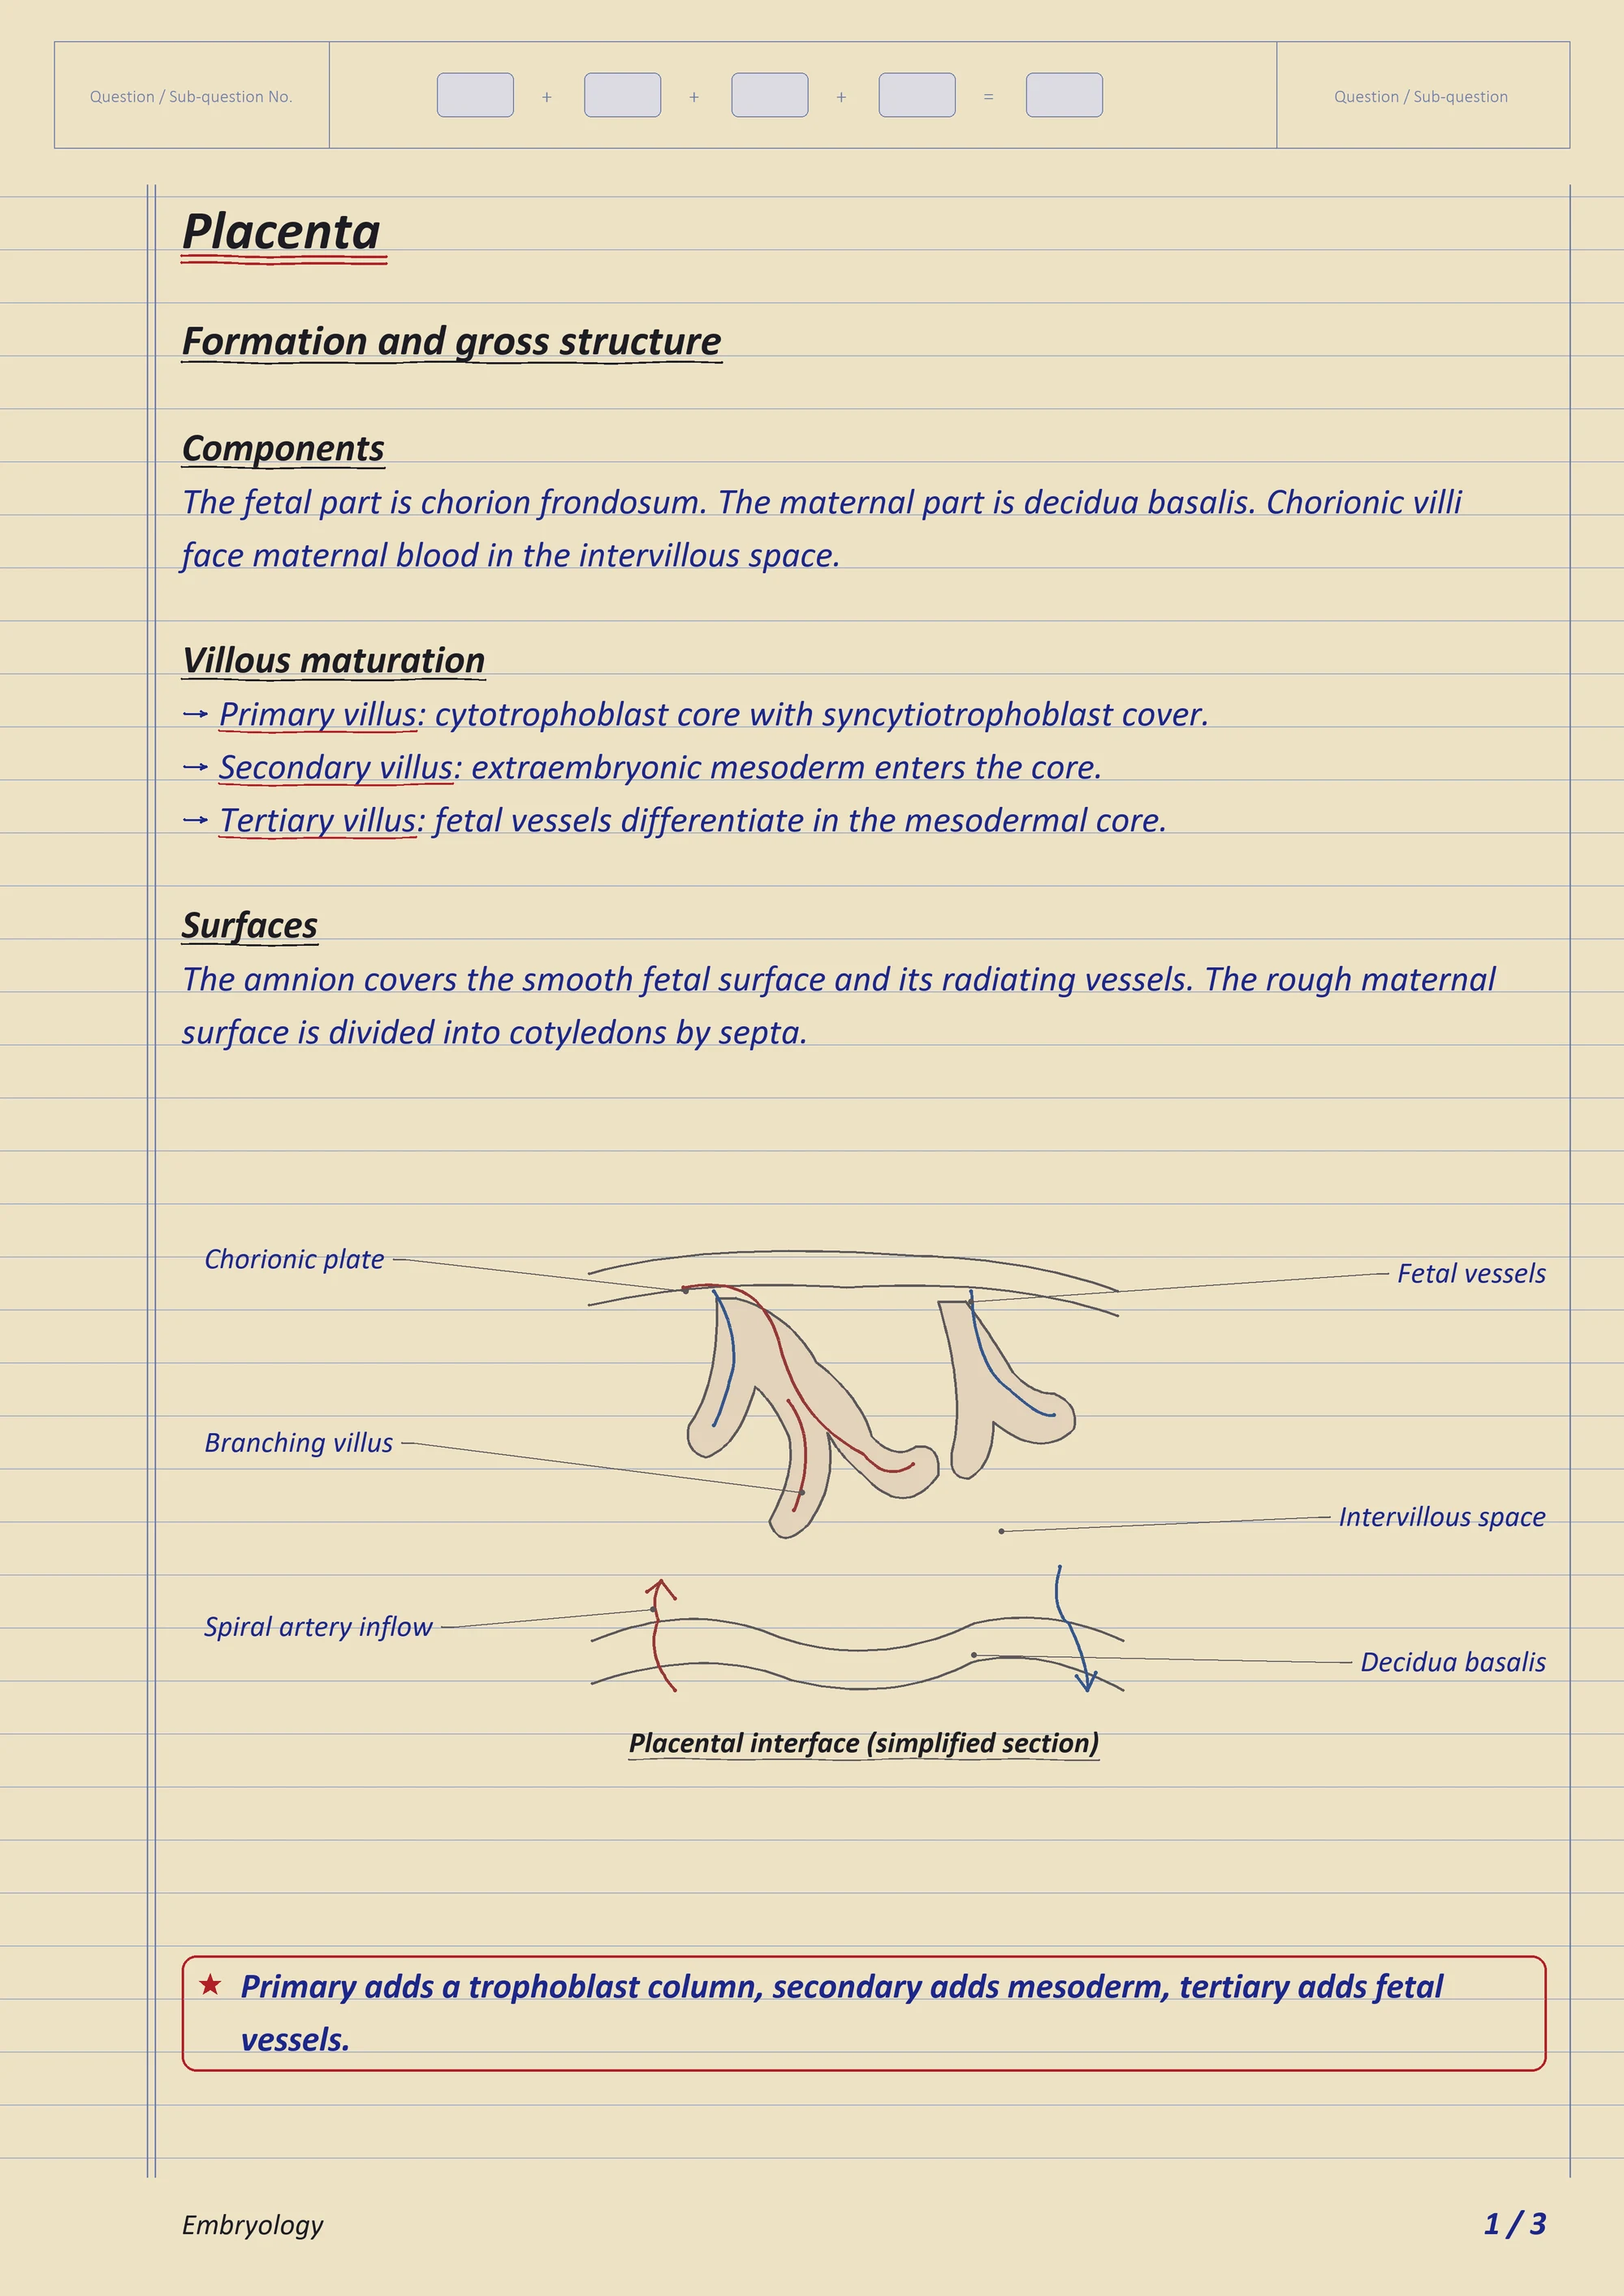 Question / Sub-question No.
+ + + =
Question / Sub-question
Placenta
Formation and gross structure
Components
The fetal part is chorion frondosum. The maternal part is decidua basalis. Chorionic villi
face maternal blood in the intervillous space.
Villous maturation
→ Primary villus: cytotrophoblast core with syncytiotrophoblast cover.
→ Secondary villus: extraembryonic mesoderm enters the core.
→ Tertiary villus: fetal vessels differentiate in the mesodermal core.
Surfaces
The amnion covers the smooth fetal surface and its radiating vessels. The rough maternal
surface is divided into cotyledons by septa.
Chorionic plate
Fetal vessels
Branching villus
Intervillous space
Spiral artery inflow
Decidua basalis
Placental interface (simplified section)
★ Primary adds a trophoblast column, secondary adds mesoderm, tertiary adds fetal
vessels.
Embryology
1 / 3